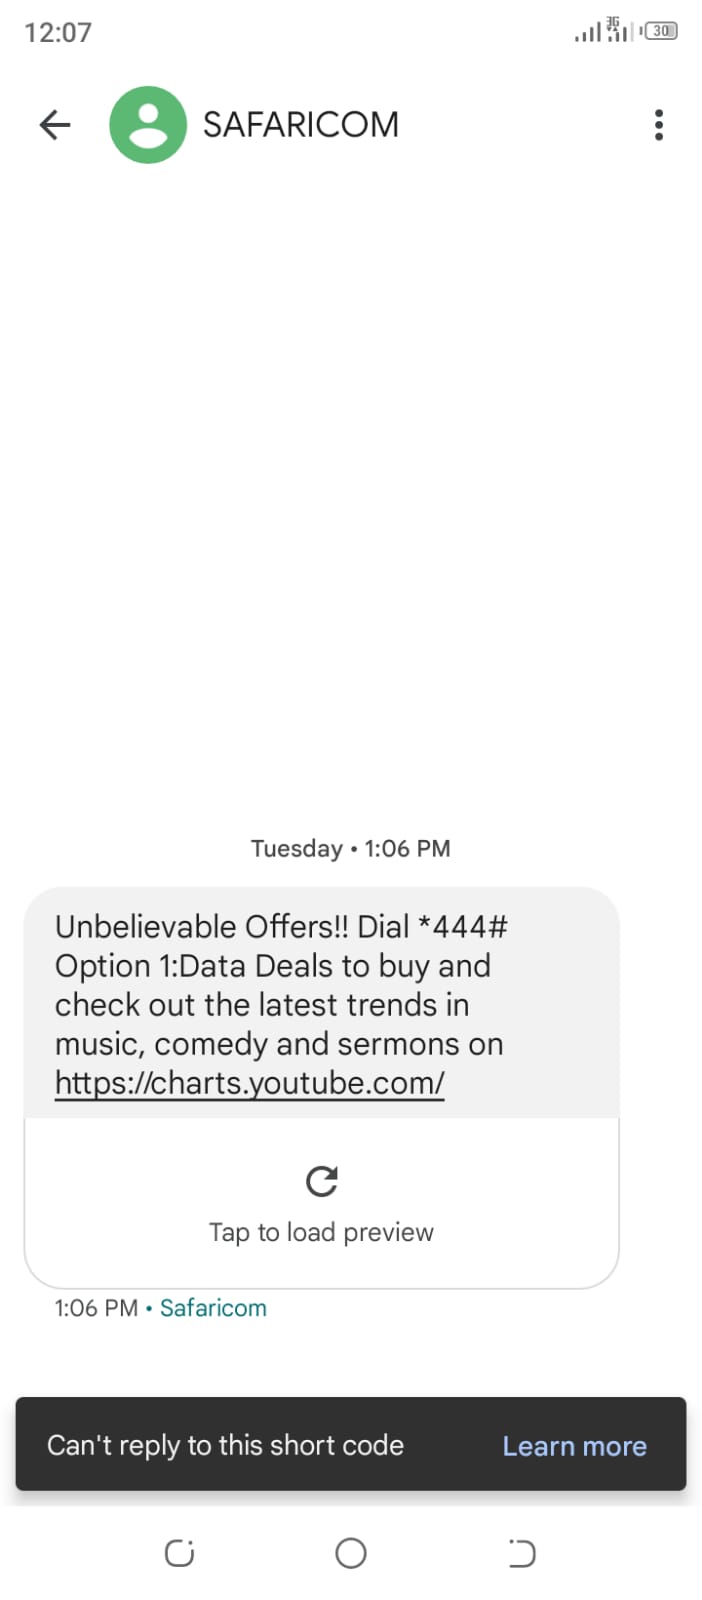 12:07
3G
30
SAFARICOM
Tuesday • 1:06 PM
Unbelievable Offers!! Dial *444#
Option 1:Data Deals to buy and
check out the latest trends in
music, comedy and sermons on
https://charts.youtube.com/
Tap to load preview
1:06 PM • Safaricom
Can't reply to this short code
Learn more